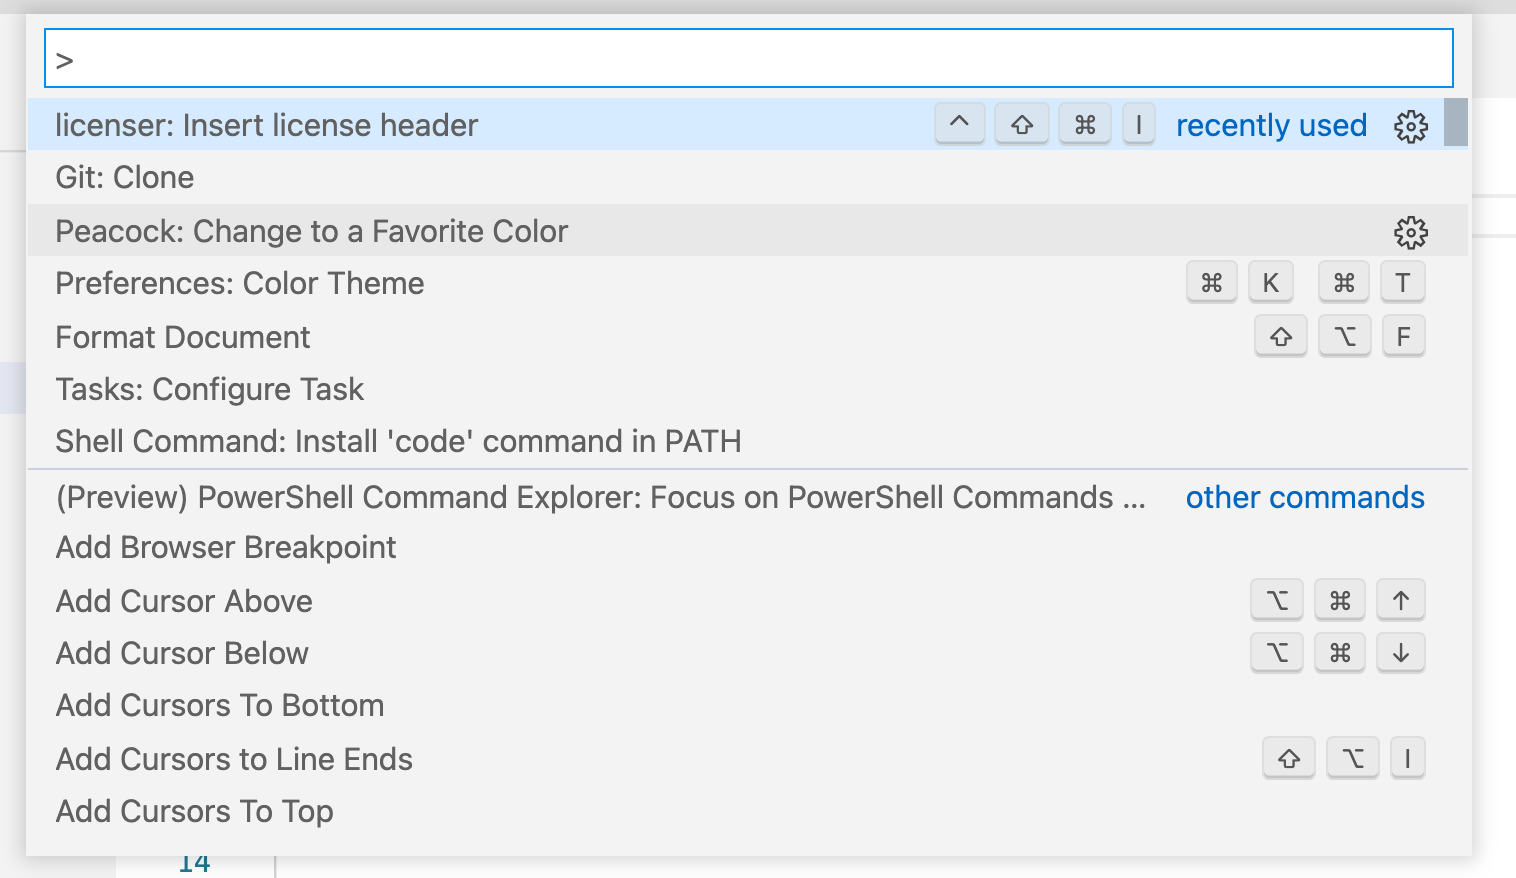 >
licenser: Insert license header ^ ⇧ ⌘ I recently used
Git: Clone
Peacock: Change to a Favorite Color
Preferences: Color Theme ⌘ K ⌘ T
Format Document ⇧ ⌥ F
Tasks: Configure Task
Shell Command: Install 'code' command in PATH
(Preview) PowerShell Command Explorer: Focus on PowerShell Commands ... other commands
Add Browser Breakpoint
Add Cursor Above ⌥ ⌘ ↑
Add Cursor Below ⌥ ⌘ ↓
Add Cursors To Bottom
Add Cursors to Line Ends ⇧ ⌥ I
Add Cursors To Top
14